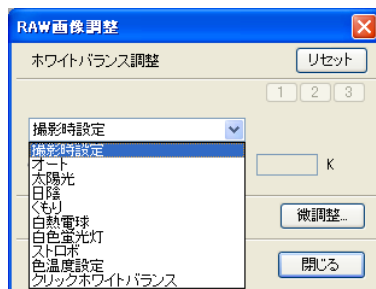 RAW画像調整
ホワイトバランス調整
リセット
1 2 3
撮影時設定
撮影時設定
オート
太陽光
日陰
くもり
白熱電球
白色蛍光灯
ストロボ
色温度設定
クリックホワイトバランス
K
微調整...
閉じる